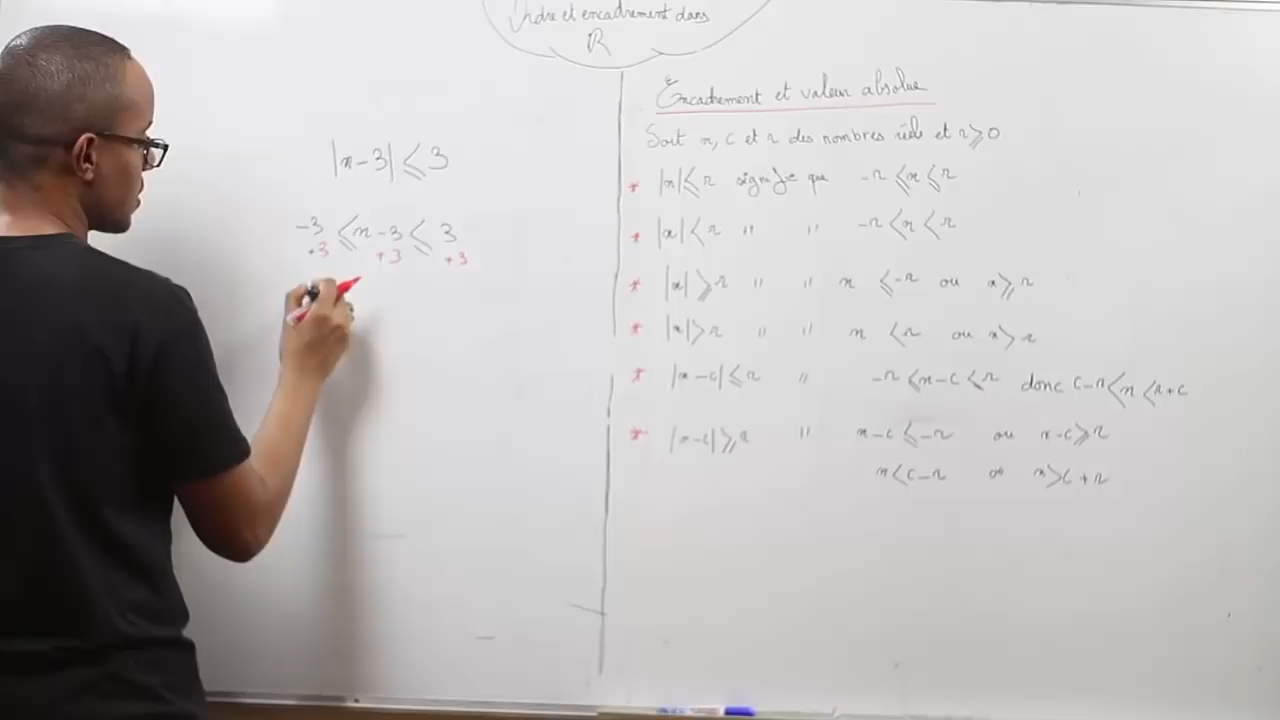 Ordre et encadrement dans
ℝ
|x-3| ⩽ 3
-3 ⩽ x-3 ⩽ 3
+3 +3 +3
Encadrement et valeur absolue
Soit x, c et r des nombres réels et r ⩾ 0
* |x| ⩽ r signifie que -r ⩽ x ⩽ r
* |x| < r " " -r < x < r
* |x| ⩾ r " " x ⩽ -r ou x ⩾ r
* |x| > r " " x < r ou x > r
* |x-c| ⩽ r " -r ⩽ x-c ⩽ r donc c-r < x < r+c
* |x-c| ⩾ r " x-c ⩽ -r ou x-c ⩾ r
x < c-r ou x > c+r